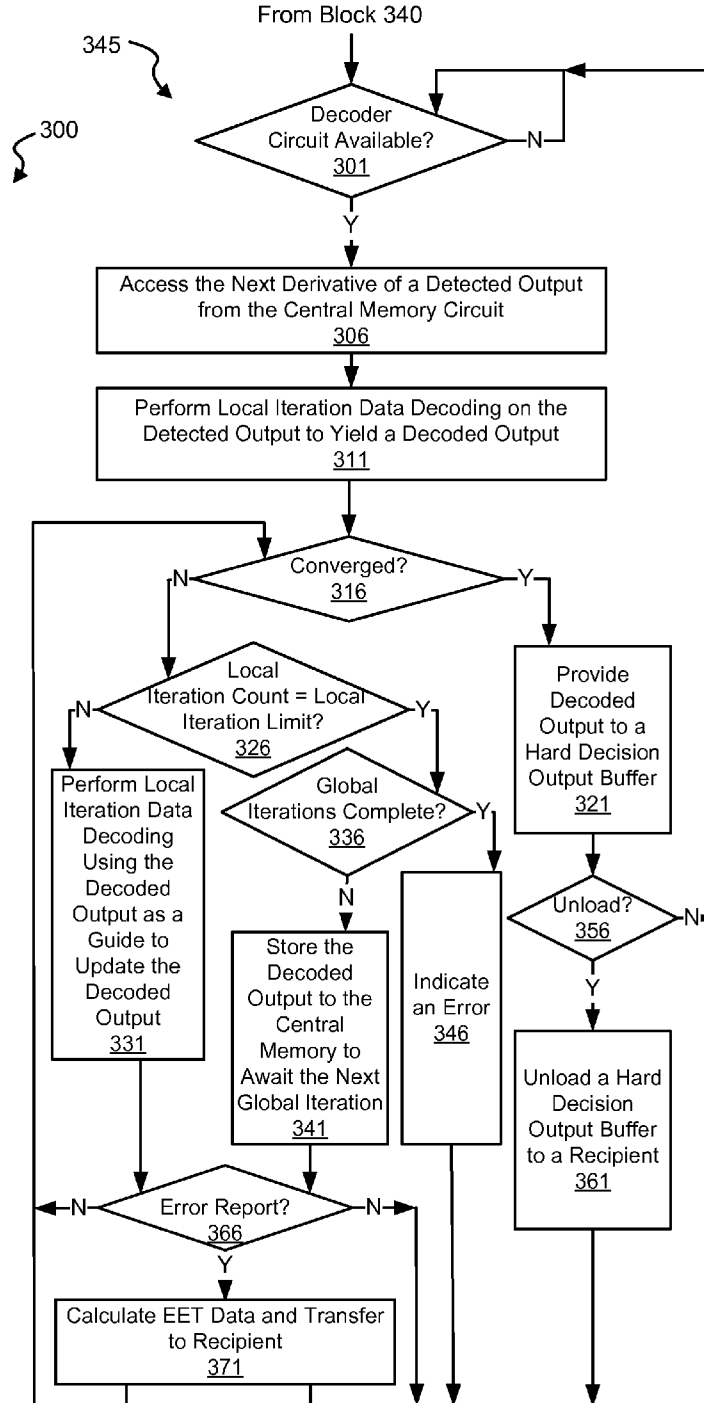 From Block 340
345
300
Decoder
Circuit Available?
301
N
Y
Access the Next Derivative of a Detected Output
from the Central Memory Circuit
306
Perform Local Iteration Data Decoding on the
Detected Output to Yield a Decoded Output
311
Converged?
316
N
Y
Local
Iteration Count = Local
Iteration Limit?
326
N
Y
Provide
Decoded
Output to a
Hard Decision
Output Buffer
321
Global
Iterations Complete?
336
Y
N
Perform Local
Iteration Data
Decoding
Using the
Decoded
Output as a
Guide to
Update the
Decoded
Output
331
Store the
Decoded
Output to the
Central
Memory to
Await the Next
Global Iteration
341
Indicate
an Error
346
Unload?
356
N
Y
Unload a Hard
Decision
Output Buffer
to a Recipient
361
Error Report?
366
N
N
Y
Calculate EET Data and Transfer
to Recipient
371